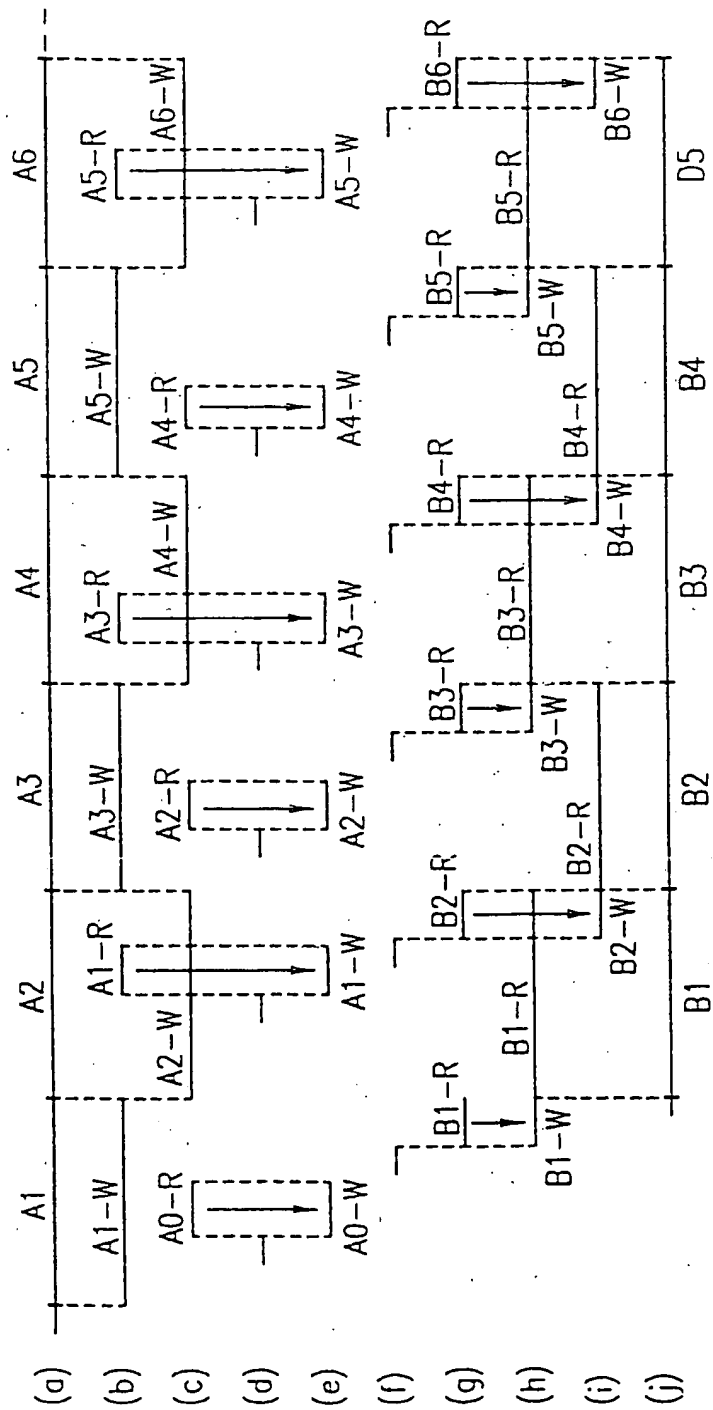 (a) A1 A2 A3 A4 A5 A6
(b) A1-W A1-R A3-W A3-R A5-W A5-R
(c) A0-R A2-W A2-R A4-W A4-R A6-W
(d)
(e) A0-W A1-W A2-W A3-W A4-W A5-W
(f)
(g) B1-R B2-R B3-R B4-R B5-R B6-R
(h) B1-W B1-R B3-W B3-R B5-W B5-R
(i) B2-W B2-R B4-W B4-R B6-W
(j) B1 B2 B3 B4 D5